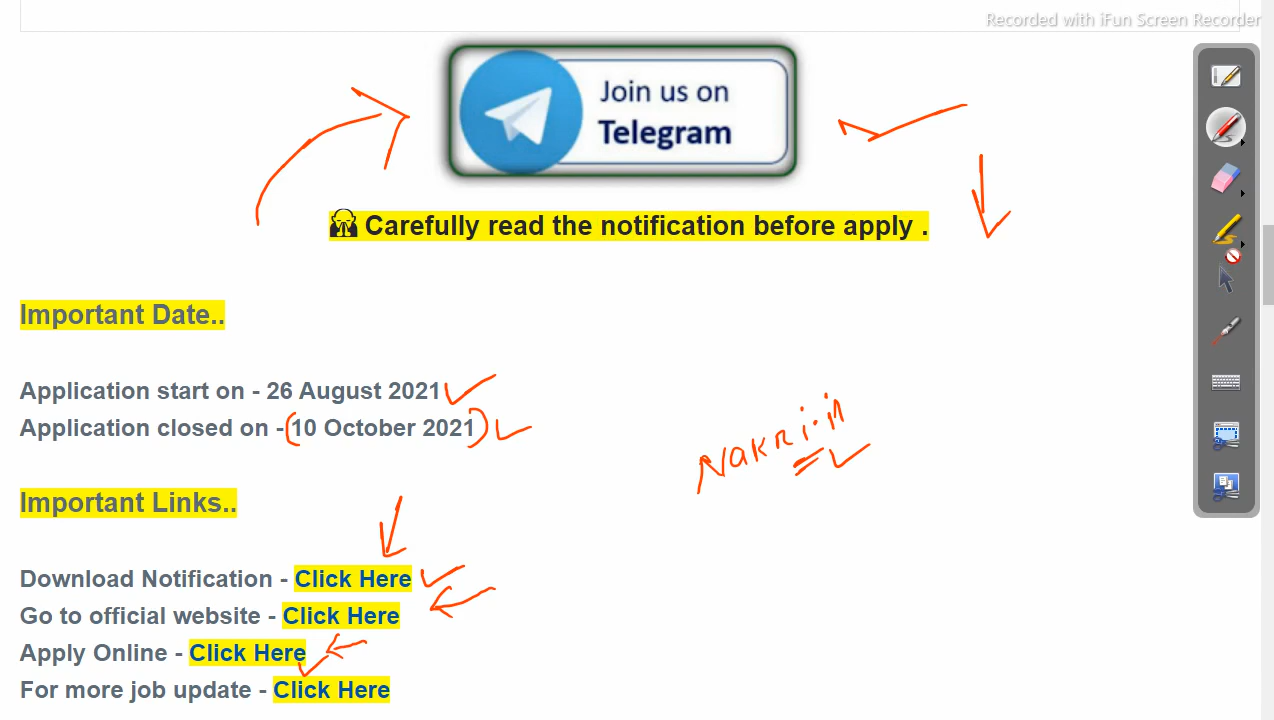 Recorded with iFun Screen Recorder
Join us on
Telegram
Carefully read the notification before apply .
Important Date..
Application start on - 26 August 2021
Application closed on - (10 October 2021)
Nakri.in
Important Links..
Download Notification - Click Here
Go to official website - Click Here
Apply Online - Click Here
For more job update - Click Here